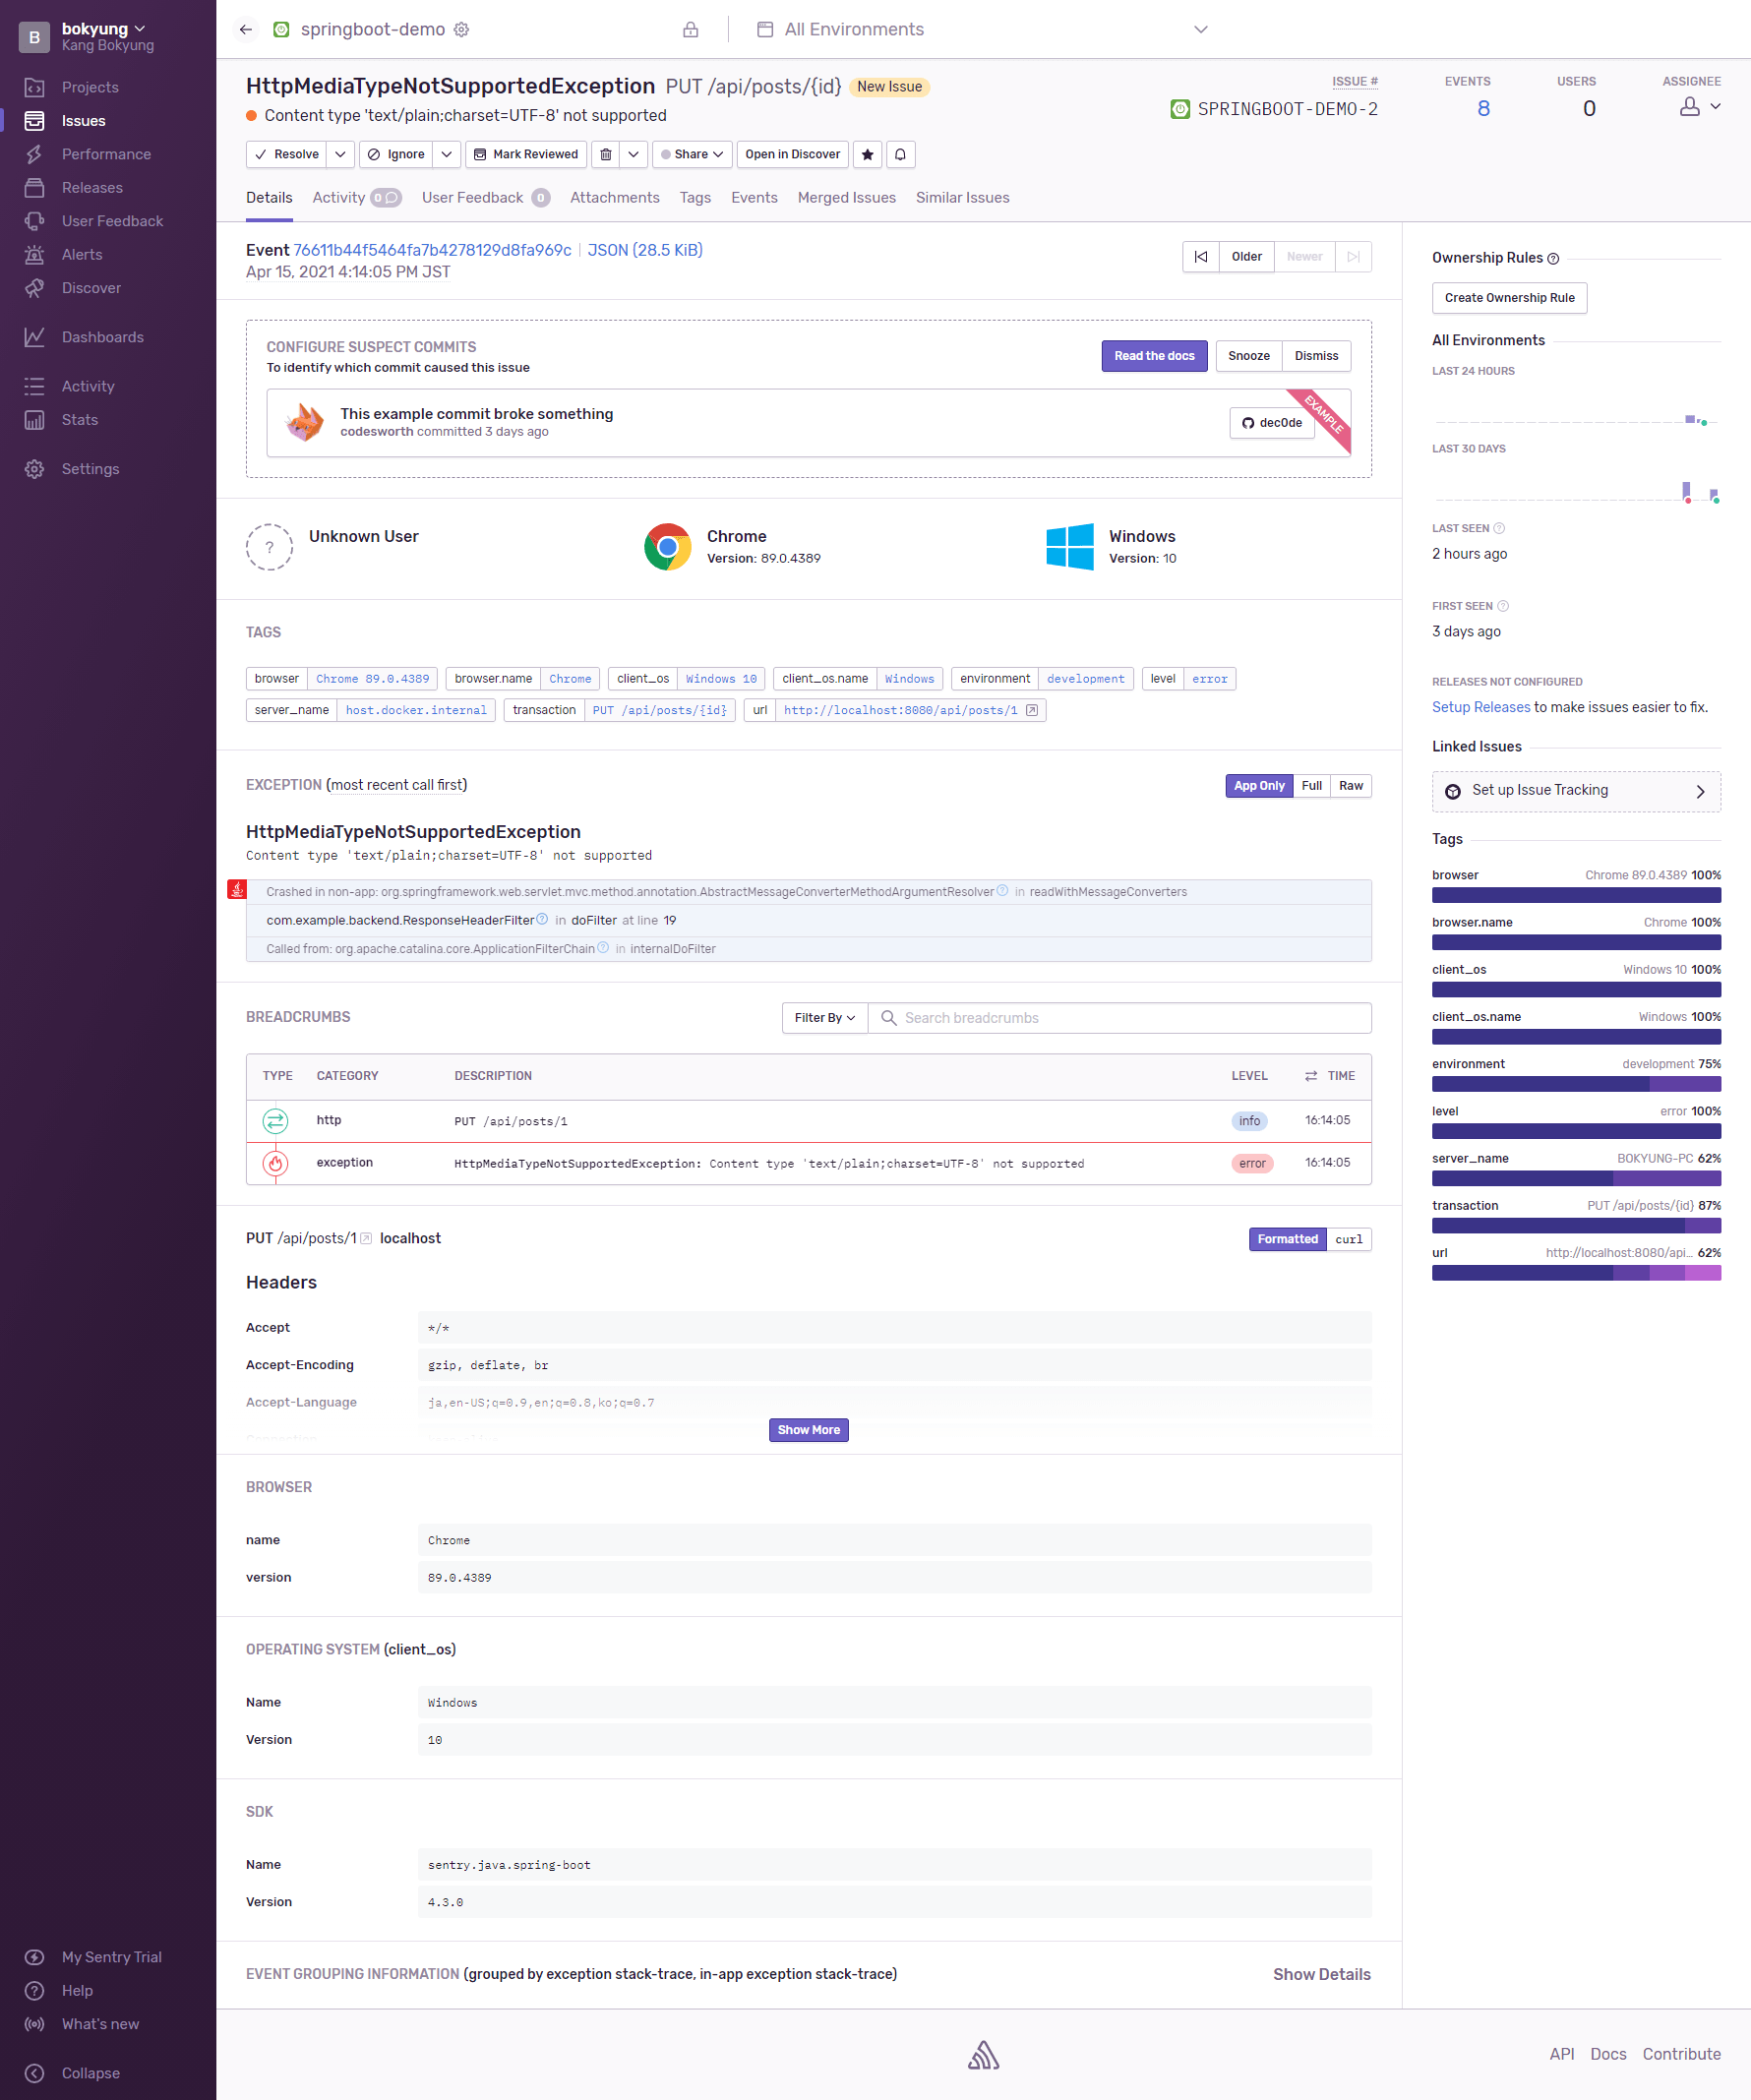 B
bokyung
Kang Bokyung
Projects
Issues
Performance
Releases
User Feedback
Alerts
Discover
Dashboards
Activity
Stats
Settings
My Sentry Trial
Help
What's new
Collapse
springboot-demo
All Environments
HttpMediaTypeNotSupportedException PUT /api/posts/{id} New Issue
Content type 'text/plain;charset=UTF-8' not supported
ISSUE # EVENTS USERS ASSIGNEE
SPRINGBOOT-DEMO-2 8 0
Resolve Ignore Mark Reviewed Share Open in Discover
Details Activity 0 User Feedback 0 Attachments Tags Events Merged Issues Similar Issues
Event 76611b44f5464fa7b4278129d8fa969c JSON (28.5 KiB)
Apr 15, 2021 4:14:05 PM JST
Older Newer
CONFIGURE SUSPECT COMMITS
To identify which commit caused this issue
Read the docs Snooze Dismiss
This example commit broke something
codesworth committed 3 days ago
dec0de
EXAMPLE
Unknown User
?
Chrome
Version: 89.0.4389
Windows
Version: 10
TAGS
browser Chrome 89.0.4389 browser.name Chrome client_os Windows 10 client_os.name Windows environment development level error
server_name host.docker.internal transaction PUT /api/posts/{id} url http://localhost:8080/api/posts/1
EXCEPTION (most recent call first)
App Only Full Raw
HttpMediaTypeNotSupportedException
Content type 'text/plain;charset=UTF-8' not supported
Crashed in non-app: org.springframework.web.servlet.mvc.method.annotation.AbstractMessageConverterMethodArgumentResolver in readWithMessageConverters
com.example.backend.ResponseHeaderFilter in doFilter at line 19
Called from: org.apache.catalina.core.ApplicationFilterChain in internalDoFilter
BREADCRUMBS
Filter By Search breadcrumbs
TYPE CATEGORY DESCRIPTION LEVEL TIME
http PUT /api/posts/1 info 16:14:05
exception HttpMediaTypeNotSupportedException: Content type 'text/plain;charset=UTF-8' not supported error 16:14:05
PUT /api/posts/1 localhost
Formatted curl
Headers
Accept */*
Accept-Encoding gzip, deflate, br
Accept-Language ja,en-US;q=0.9,en;q=0.8,ko;q=0.7
Show More
BROWSER
name Chrome
version 89.0.4389
OPERATING SYSTEM (client_os)
Name Windows
Version 10
SDK
Name sentry.java.spring-boot
Version 4.3.0
EVENT GROUPING INFORMATION (grouped by exception stack-trace, in-app exception stack-trace)
Show Details
Ownership Rules
Create Ownership Rule
All Environments
LAST 24 HOURS
LAST 30 DAYS
LAST SEEN
2 hours ago
FIRST SEEN
3 days ago
RELEASES NOT CONFIGURED
Setup Releases to make issues easier to fix.
Linked Issues
Set up Issue Tracking
Tags
browser Chrome 89.0.4389 100%
browser.name Chrome 100%
client_os Windows 10 100%
client_os.name Windows 100%
environment development 75%
level error 100%
server_name BOKYUNG-PC 62%
transaction PUT /api/posts/{id} 87%
url http://localhost:8080/api... 62%
API Docs Contribute